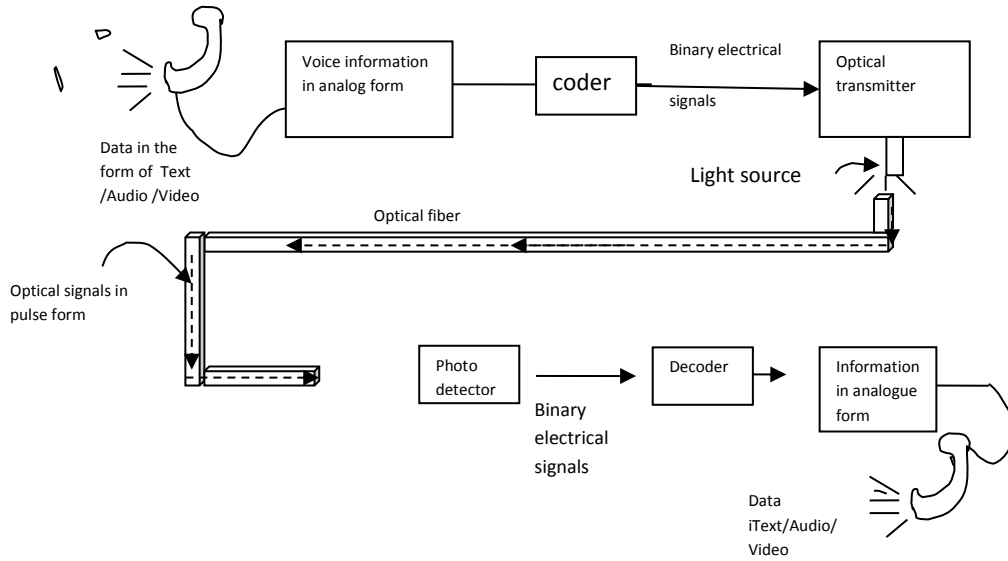 Voice information
in analog form
coder
Binary electrical
signals
Optical
transmitter
Data in the
form of Text
/Audio /Video
Light source
Optical fiber
Optical signals in
pulse form
Photo
detector
Binary
electrical
signals
Decoder
Information
in analogue
form
Data
iText/Audio/
Video